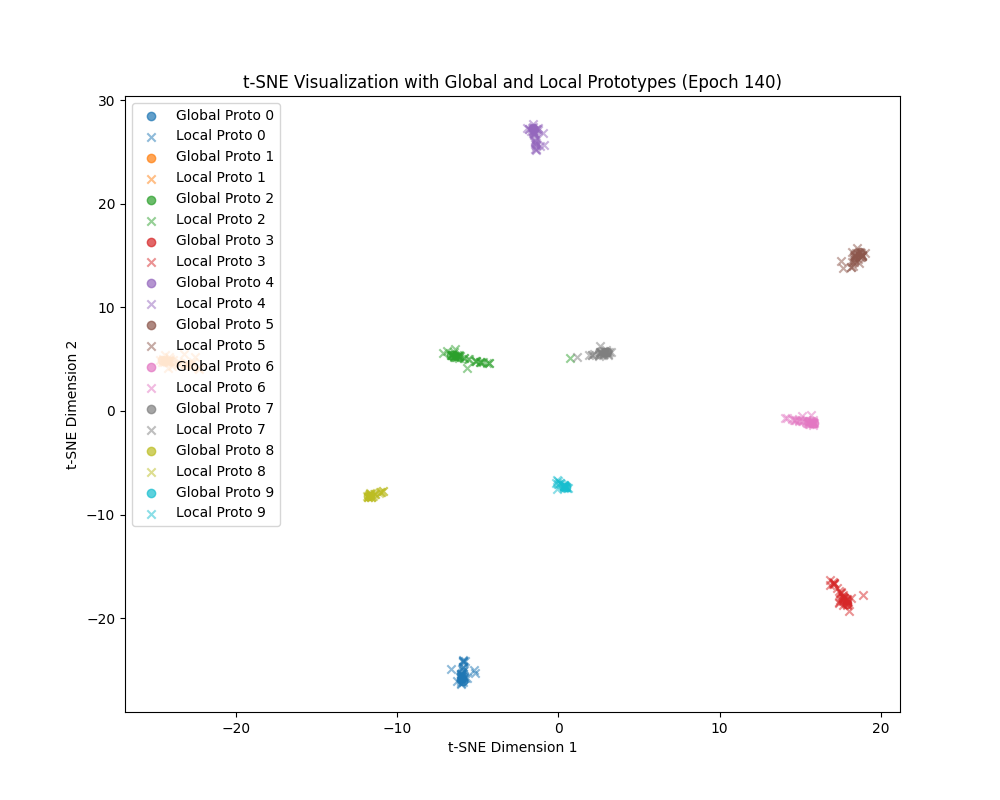 t-SNE Visualization with Global and Local Prototypes (Epoch 140)
30
20
10
0
−10
−20
t-SNE Dimension 2
Global Proto 0
Local Proto 0
Global Proto 1
Local Proto 1
Global Proto 2
Local Proto 2
Global Proto 3
Local Proto 3
Global Proto 4
Local Proto 4
Global Proto 5
Local Proto 5
Global Proto 6
Local Proto 6
Global Proto 7
Local Proto 7
Global Proto 8
Local Proto 8
Global Proto 9
Local Proto 9
−20 −10 0 10 20
t-SNE Dimension 1